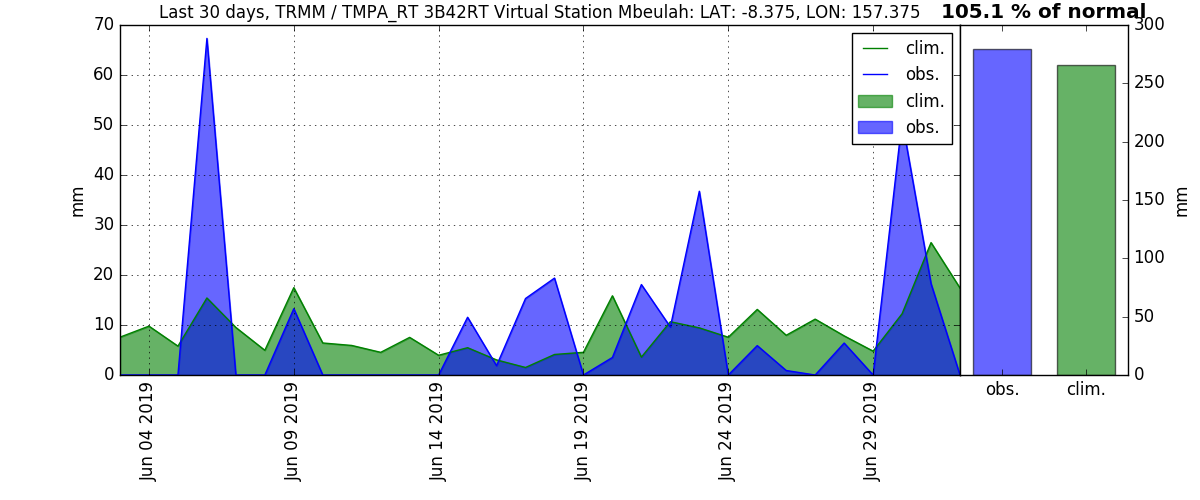 Last 30 days, TRMM / TMPA_RT 3B42RT Virtual Station Mbeulah: LAT: -8.375, LON: 157.375
105.1 % of normal
mm
70
60
50
40
30
20
10
0
clim.
obs.
clim.
obs.
Jun 04 2019
Jun 09 2019
Jun 14 2019
Jun 19 2019
Jun 24 2019
Jun 29 2019
300
250
200
150
100
50
0
mm
obs.
clim.